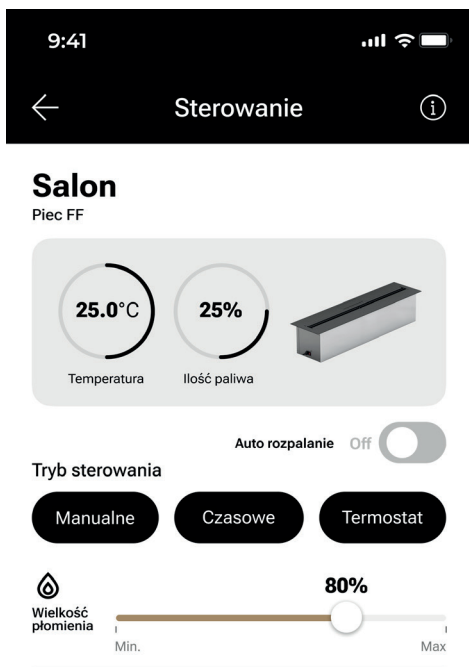 9:41
Sterowanie
i
Salon
Piec FF
25.0°C
25%
Temperatura
Ilość paliwa
Auto rozpalanie Off
Tryb sterowania
Manualne Czasowe Termostat
80%
Wielkość
płomienia
Min. Max